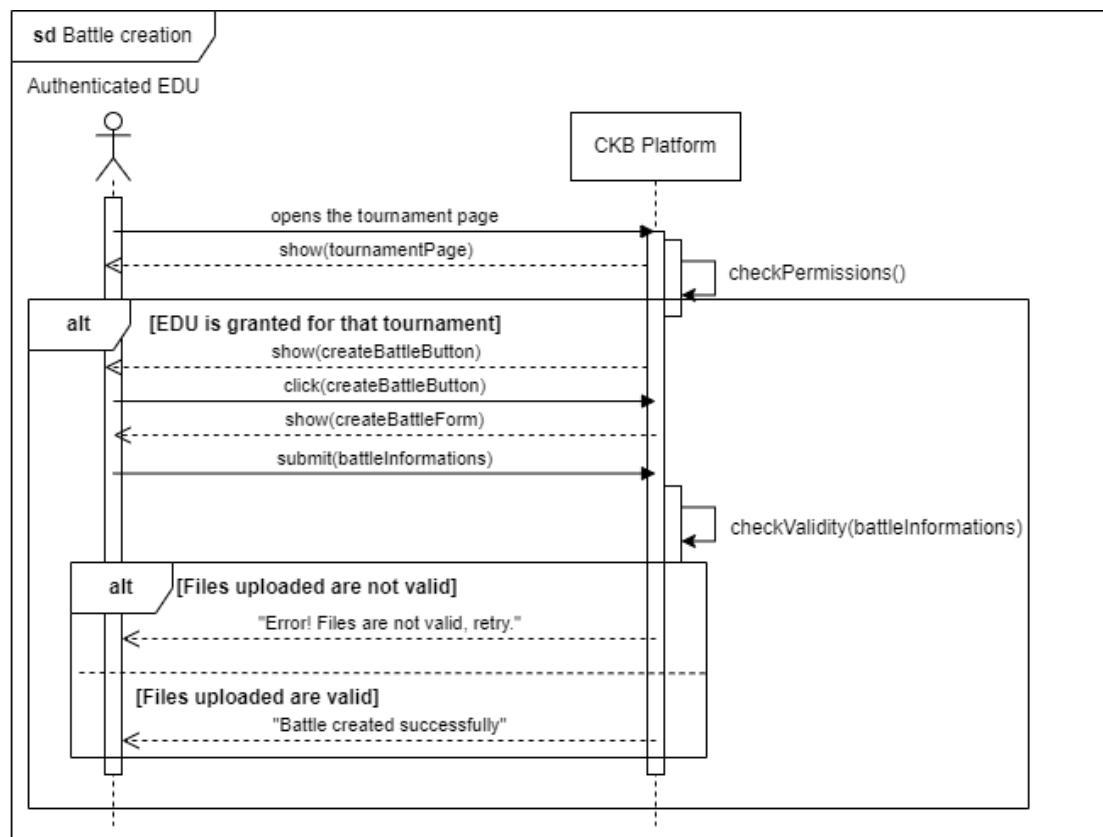 sd Battle creation
Authenticated EDU
CKB Platform
opens the tournament page
show(tournamentPage)
checkPermissions()
alt
[EDU is granted for that tournament]
show(createBattleButton)
click(createBattleButton)
show(createBattleForm)
submit(battleInformations)
checkValidity(battleInformations)
alt
[Files uploaded are not valid]
"Error! Files are not valid, retry."
[Files uploaded are valid]
"Battle created successfully"